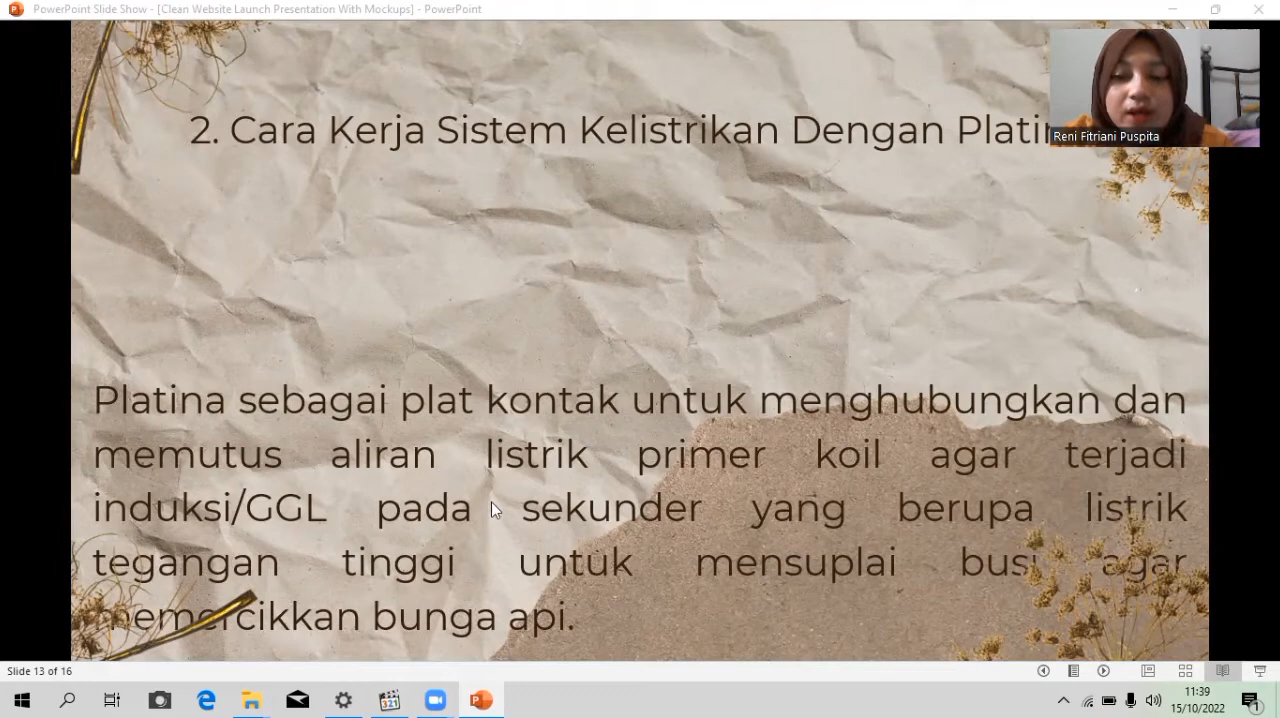 PowerPoint Slide Show - [Clean Website Launch Presentation With Mockups] - PowerPoint
2. Cara Kerja Sistem Kelistrikan Dengan
Reni Fitriani Puspita
Platina sebagai plat kontak untuk menghubungkan dan
memutus aliran listrik primer koil agar terjadi
induksi/GGL pada sekunder yang berupa listrik
tegangan tinggi untuk mensuplai busi agar
memercikkan bunga api.
Slide 13 of 16
321
11:39
15/10/2022
1